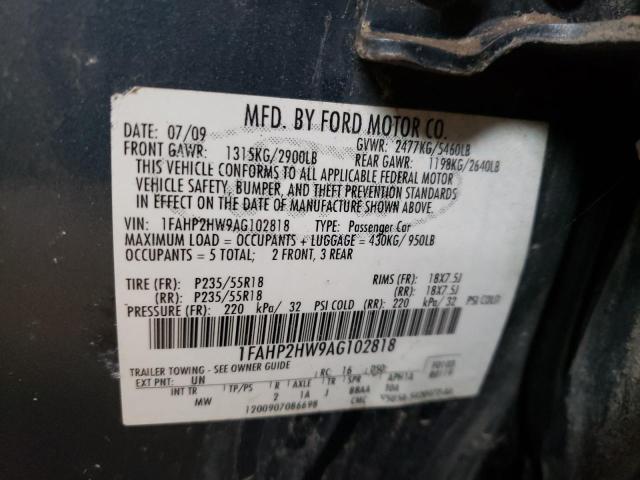 MFD. BY FORD MOTOR CO.
DATE: 07/09 GVWR: 2477KG/5460LB
FRONT GAWR: 1315KG/2900LB REAR GAWR: 1198KG/2640LB
THIS VEHICLE CONFORMS TO ALL APPLICABLE FEDERAL MOTOR
VEHICLE SAFETY, BUMPER, AND THEFT PREVENTION STANDARDS
IN EFFECT ON THE DATE OF MANUFACTURE SHOWN ABOVE.
VIN: 1FAHP2HW9AG102818 TYPE: Passenger Car
MAXIMUM LOAD = OCCUPANTS + LUGGAGE = 430KG/ 950LB
OCCUPANTS = 5 TOTAL; 2 FRONT, 3 REAR
TIRE (FR): P235/55R18 RIMS (FR): 18X7.5J
(RR): P235/55R18 (RR): 18X7.5J
PRESSURE (FR): 220 kPa/ 32 PSI COLD (RR): 220 kPa/ 32 PSI COLD
1FAHP2HW9AG102818
TRAILER TOWING - SEE OWNER GUIDE RC: 16 DSO:
EXT PNT: UN
INT TR TP/PS R AXLE TR SPR
MW 2 1A J BBAA
1200907086698 CMC